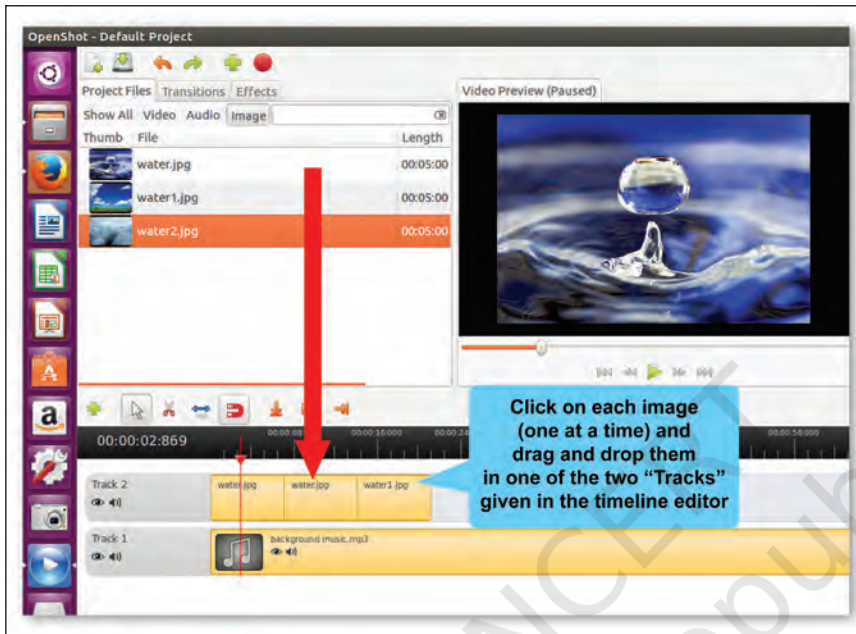 OpenShot - Default Project
Project Files Transitions Effects
Video Preview (Paused)
Show All Video Audio Image
Thumb File Length
water.jpg 00:05:00
water1.jpg 00:05:00
water2.jpg 00:05:00
Click on each image
(one at a time) and
drag and drop them
in one of the two “Tracks”
given in the timeline editor
00:00:02:869
00:00:16:000
00:00:56:000
Track 2
water.jpg
water.jpg
water1.jpg
Track 1
background music.mp3